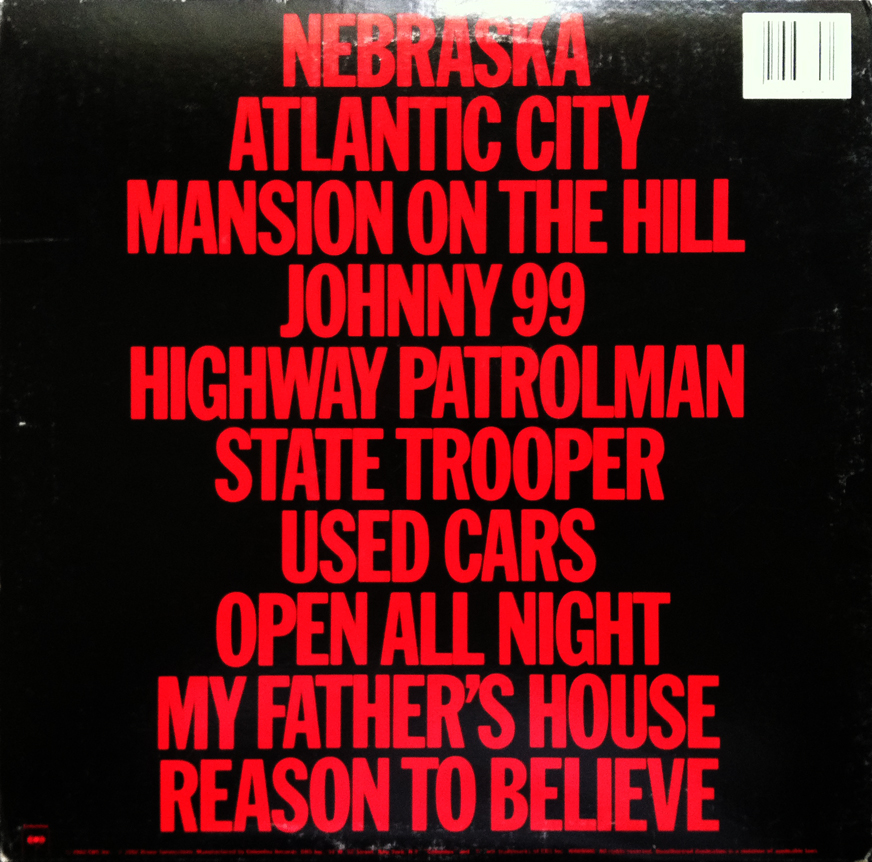 NEBRASKA
ATLANTIC CITY
MANSION ON THE HILL
JOHNNY 99
HIGHWAY PATROLMAN
STATE TROOPER
USED CARS
OPEN ALL NIGHT
MY FATHER'S HOUSE
REASON TO BELIEVE